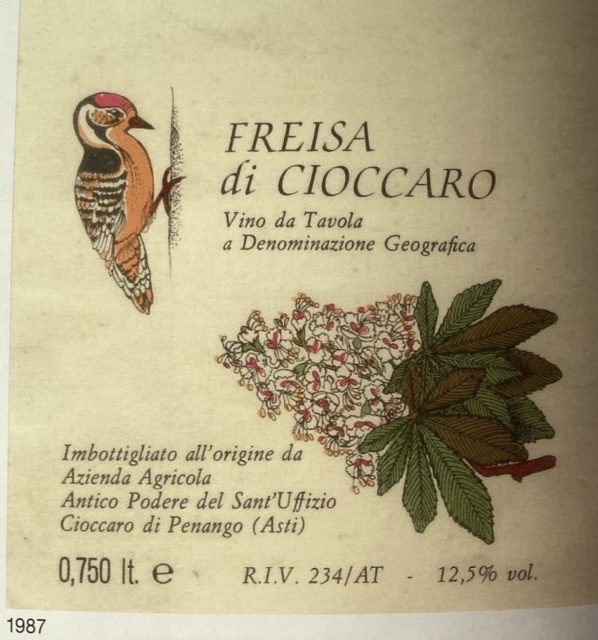 FREISA
di CIOCCARO
Vino da Tavola
a Denominazione Geografica
Imbottigliato all'origine da
Azienda Agricola
Antico Podere del Sant'Uffizio
Cioccaro di Penango (Asti)
0,750 lt. e R.I.V. 234/AT - 12,5% vol.
1987